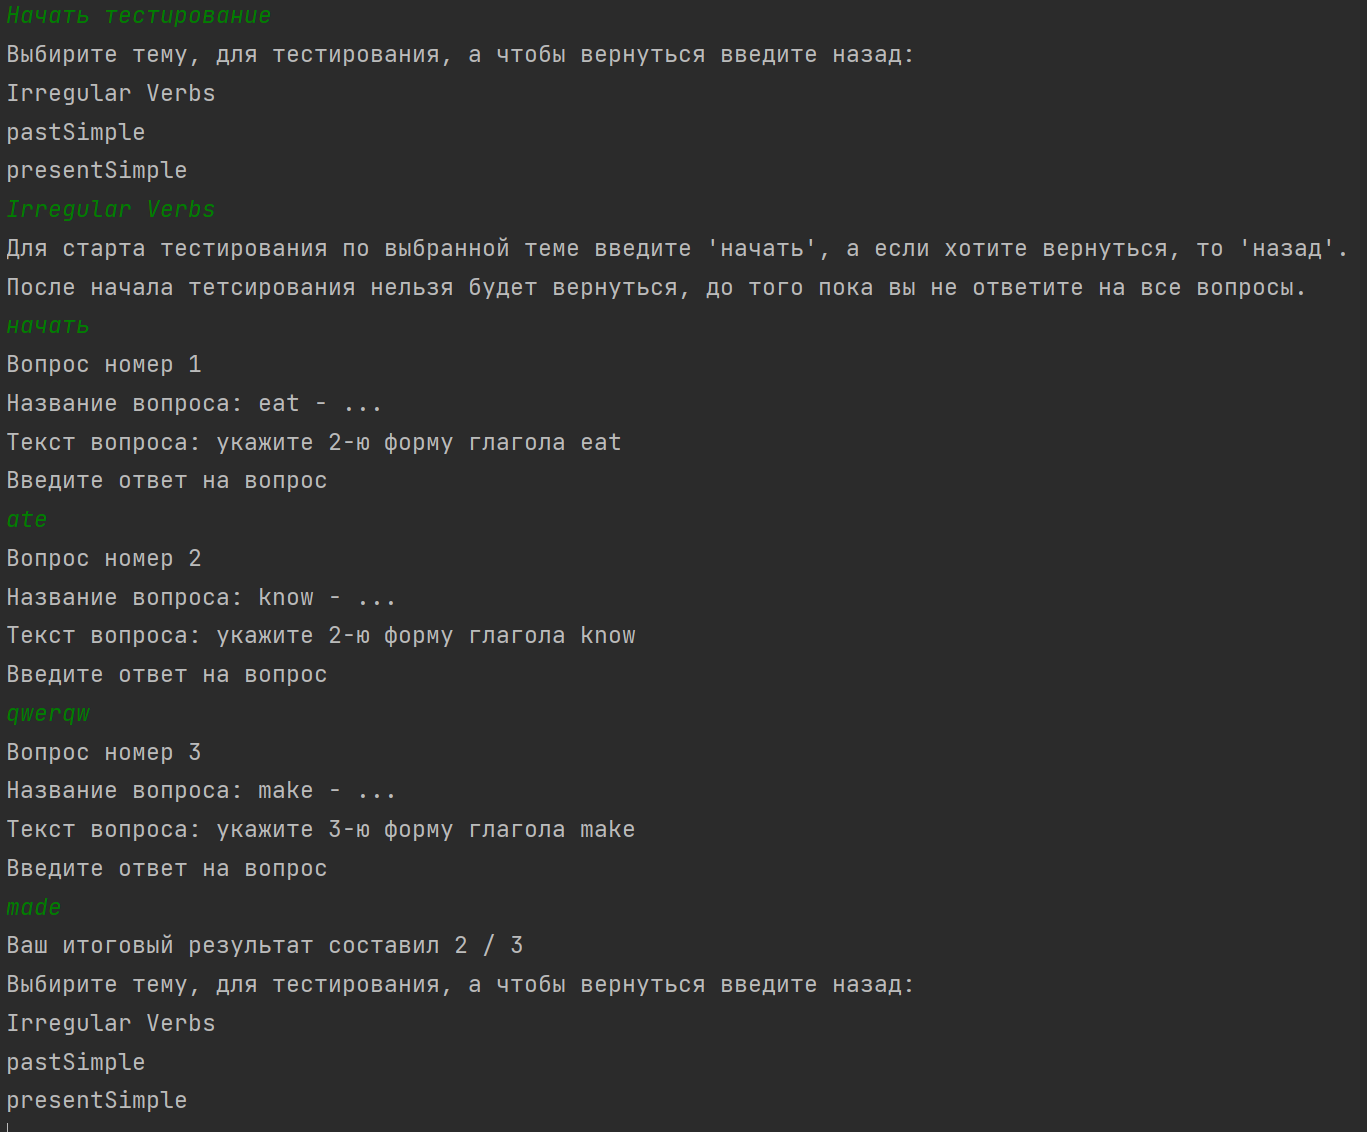 Начать тестирование
Выбирите тему, для тестирования, а чтобы вернуться введите назад:
Irregular Verbs
pastSimple
presentSimple
Irregular Verbs
Для старта тестирования по выбранной теме введите 'начать', а если хотите вернуться, то 'назад'.
После начала тетсирования нельзя будет вернуться, до того пока вы не ответите на все вопросы.
начать
Вопрос номер 1
Название вопроса: eat - ...
Текст вопроса: укажите 2-ю форму глагола eat
Введите ответ на вопрос
ate
Вопрос номер 2
Название вопроса: know - ...
Текст вопроса: укажите 2-ю форму глагола know
Введите ответ на вопрос
qwerqw
Вопрос номер 3
Название вопроса: make - ...
Текст вопроса: укажите 3-ю форму глагола make
Введите ответ на вопрос
made
Ваш итоговый результат составил 2 / 3
Выбирите тему, для тестирования, а чтобы вернуться введите назад:
Irregular Verbs
pastSimple
presentSimple